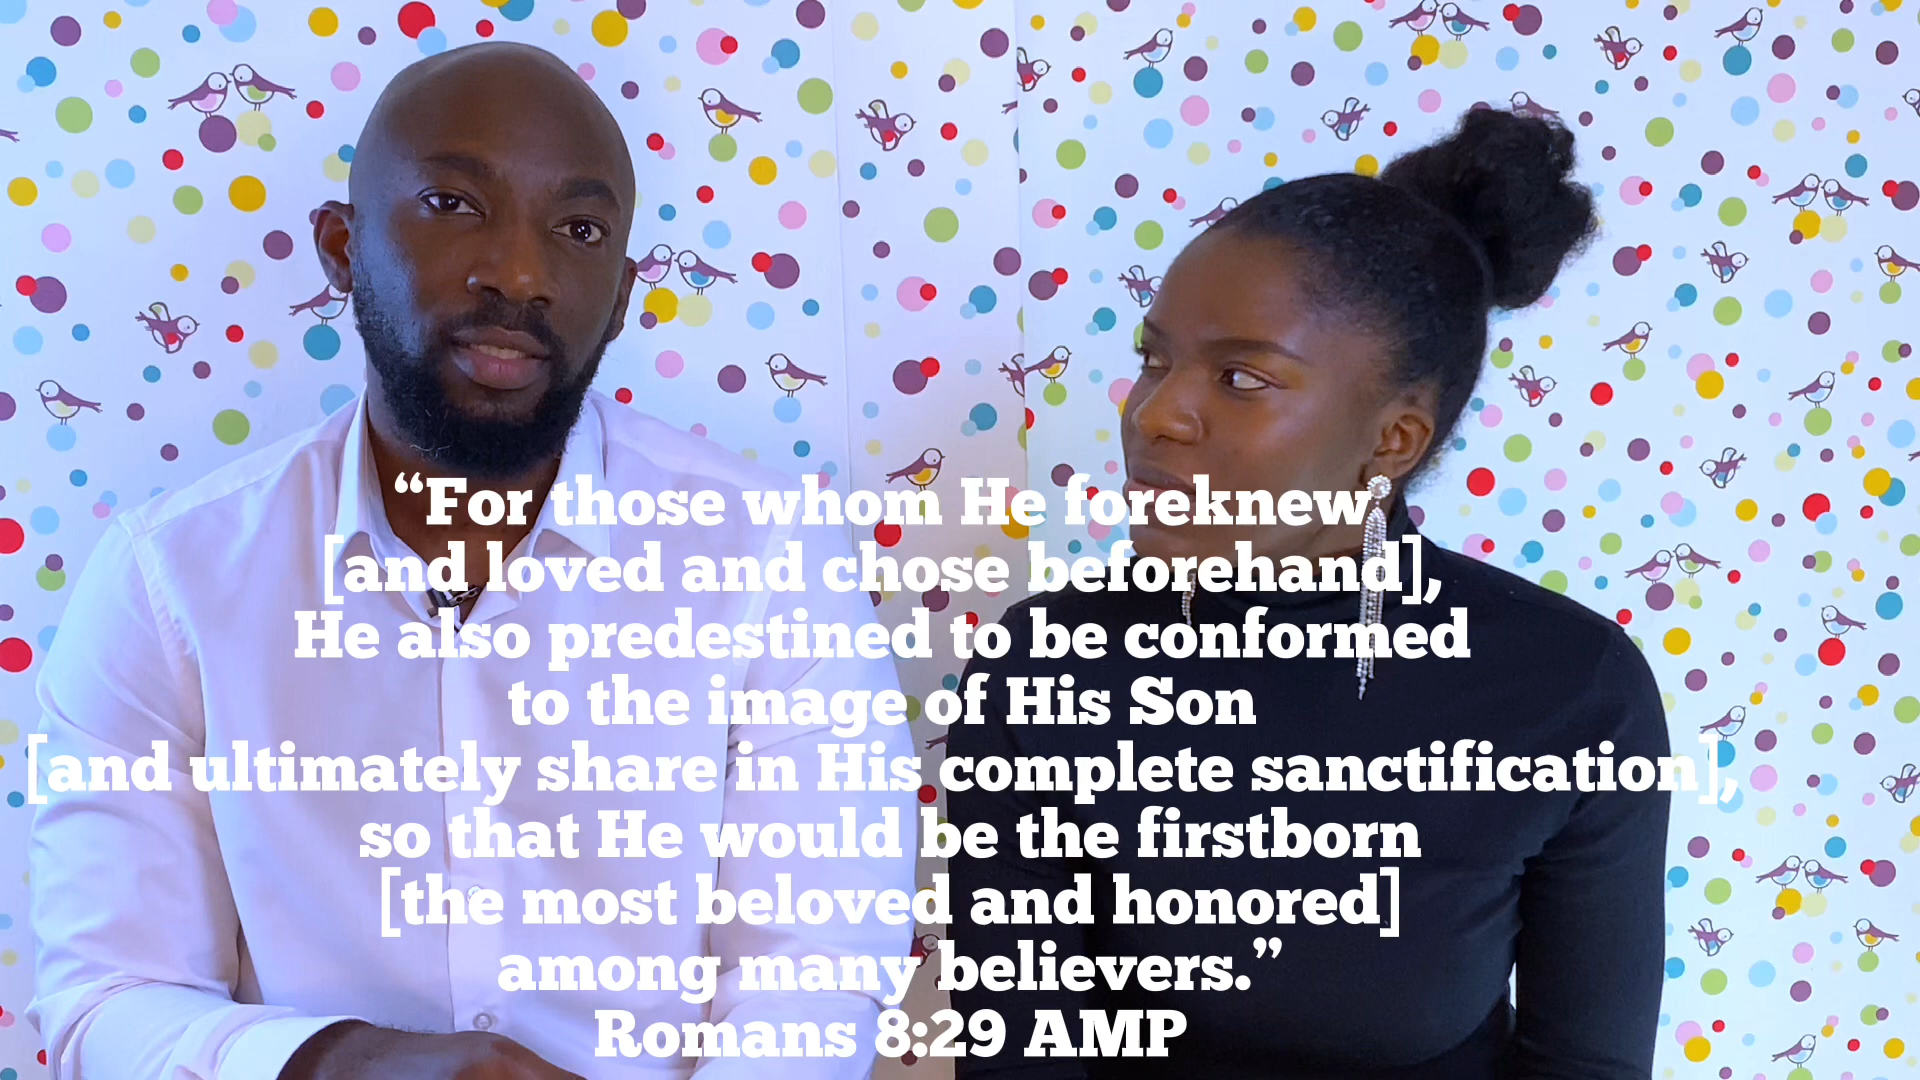 “For those whom He foreknew
[and loved and chose beforehand],
He also predestined to be conformed
to the image of His Son
[and ultimately share in His complete sanctification],
so that He would be the firstborn
[the most beloved and honored]
among many believers.”
Romans 8:29 AMP